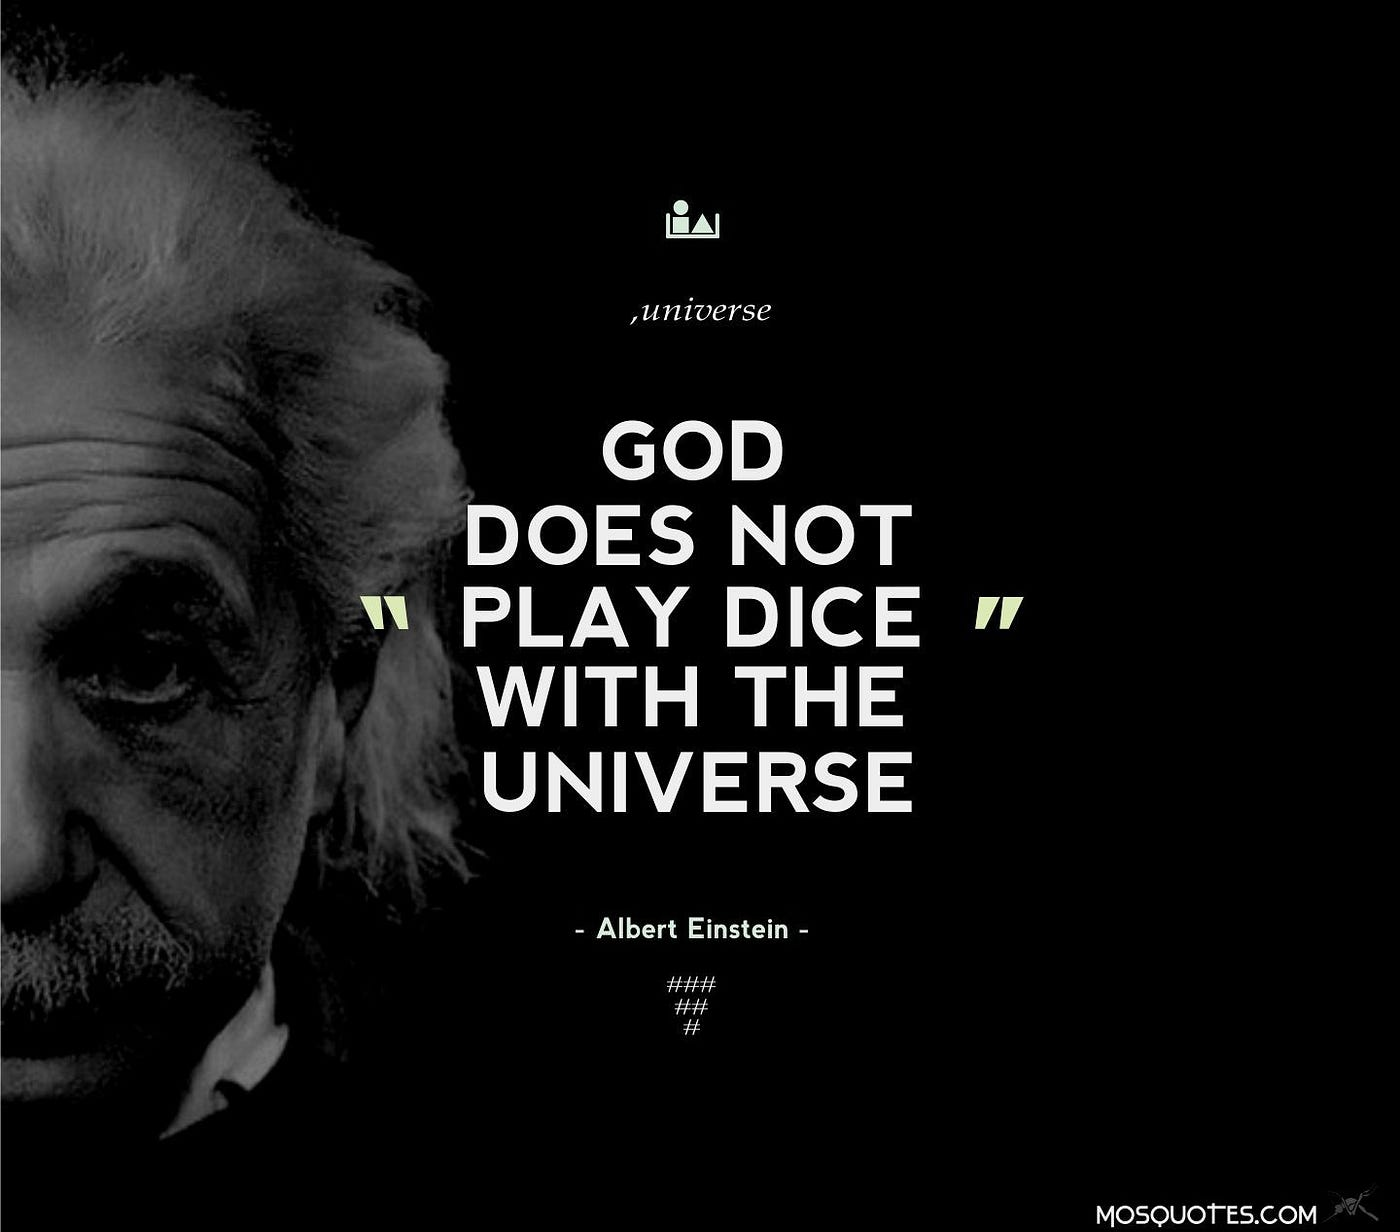 ,universe
GOD
DOES NOT
" PLAY DICE "
WITH THE
UNIVERSE
- Albert Einstein -
###
##
#
MOSQUOTES.COM